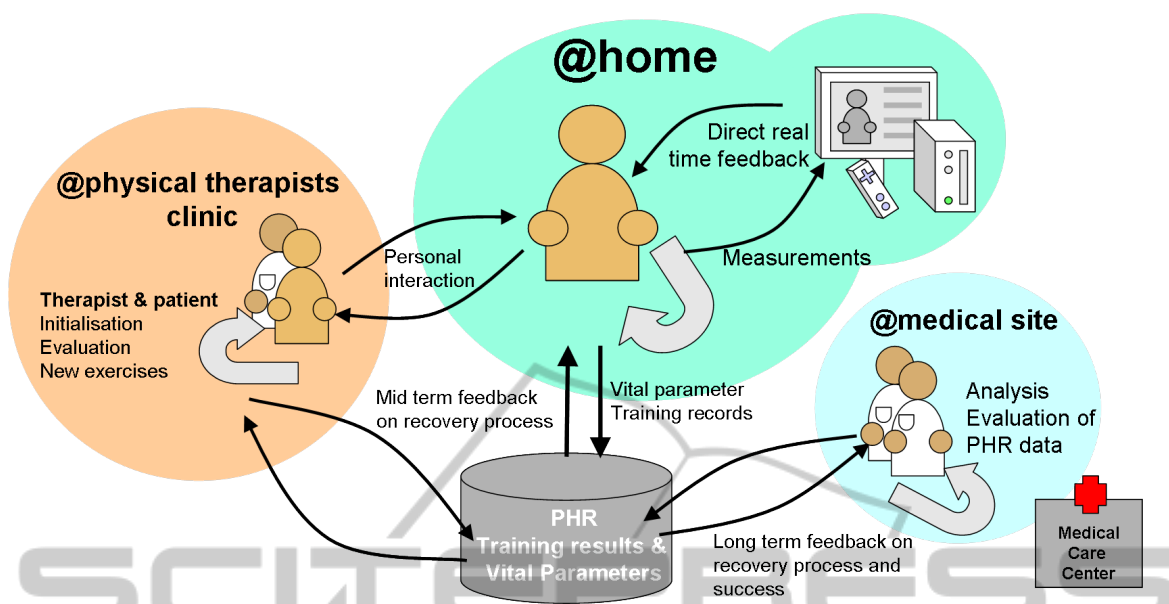 @home
Direct real
time feedback
@physical therapists
clinic
Personal
interaction
Measurements
Therapist & patient
Initialisation
Evaluation
New exercises
@medical site
Analysis
Evaluation of
PHR data
Mid term feedback
on recovery process
Vital parameter
Training records
PHR
Training results &
Vital Parameters
Long term feedback on
recovery process and
success
Medical
Care
Center
SCITEPRESS